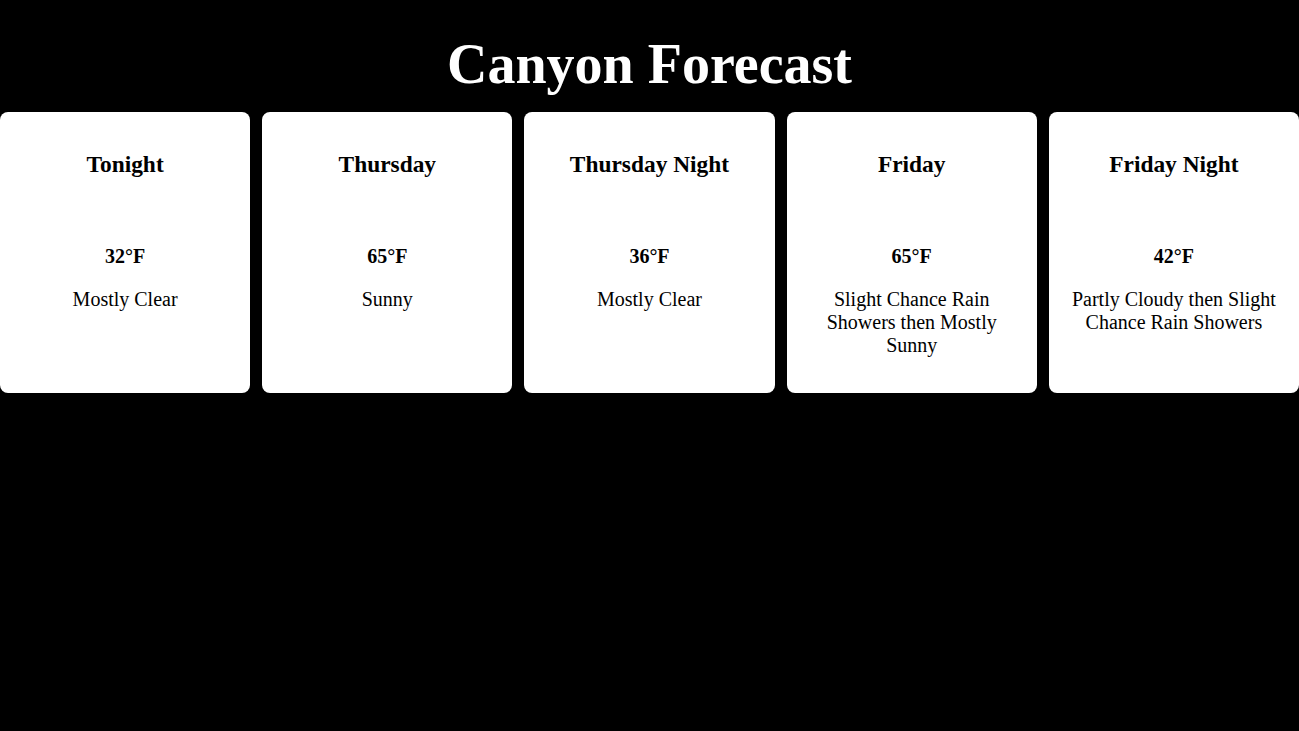 Canyon Forecast
Tonight
32°F
Mostly Clear
Thursday
65°F
Sunny
Thursday Night
36°F
Mostly Clear
Friday
65°F
Slight Chance Rain
Showers then Mostly
Sunny
Friday Night
42°F
Partly Cloudy then Slight
Chance Rain Showers